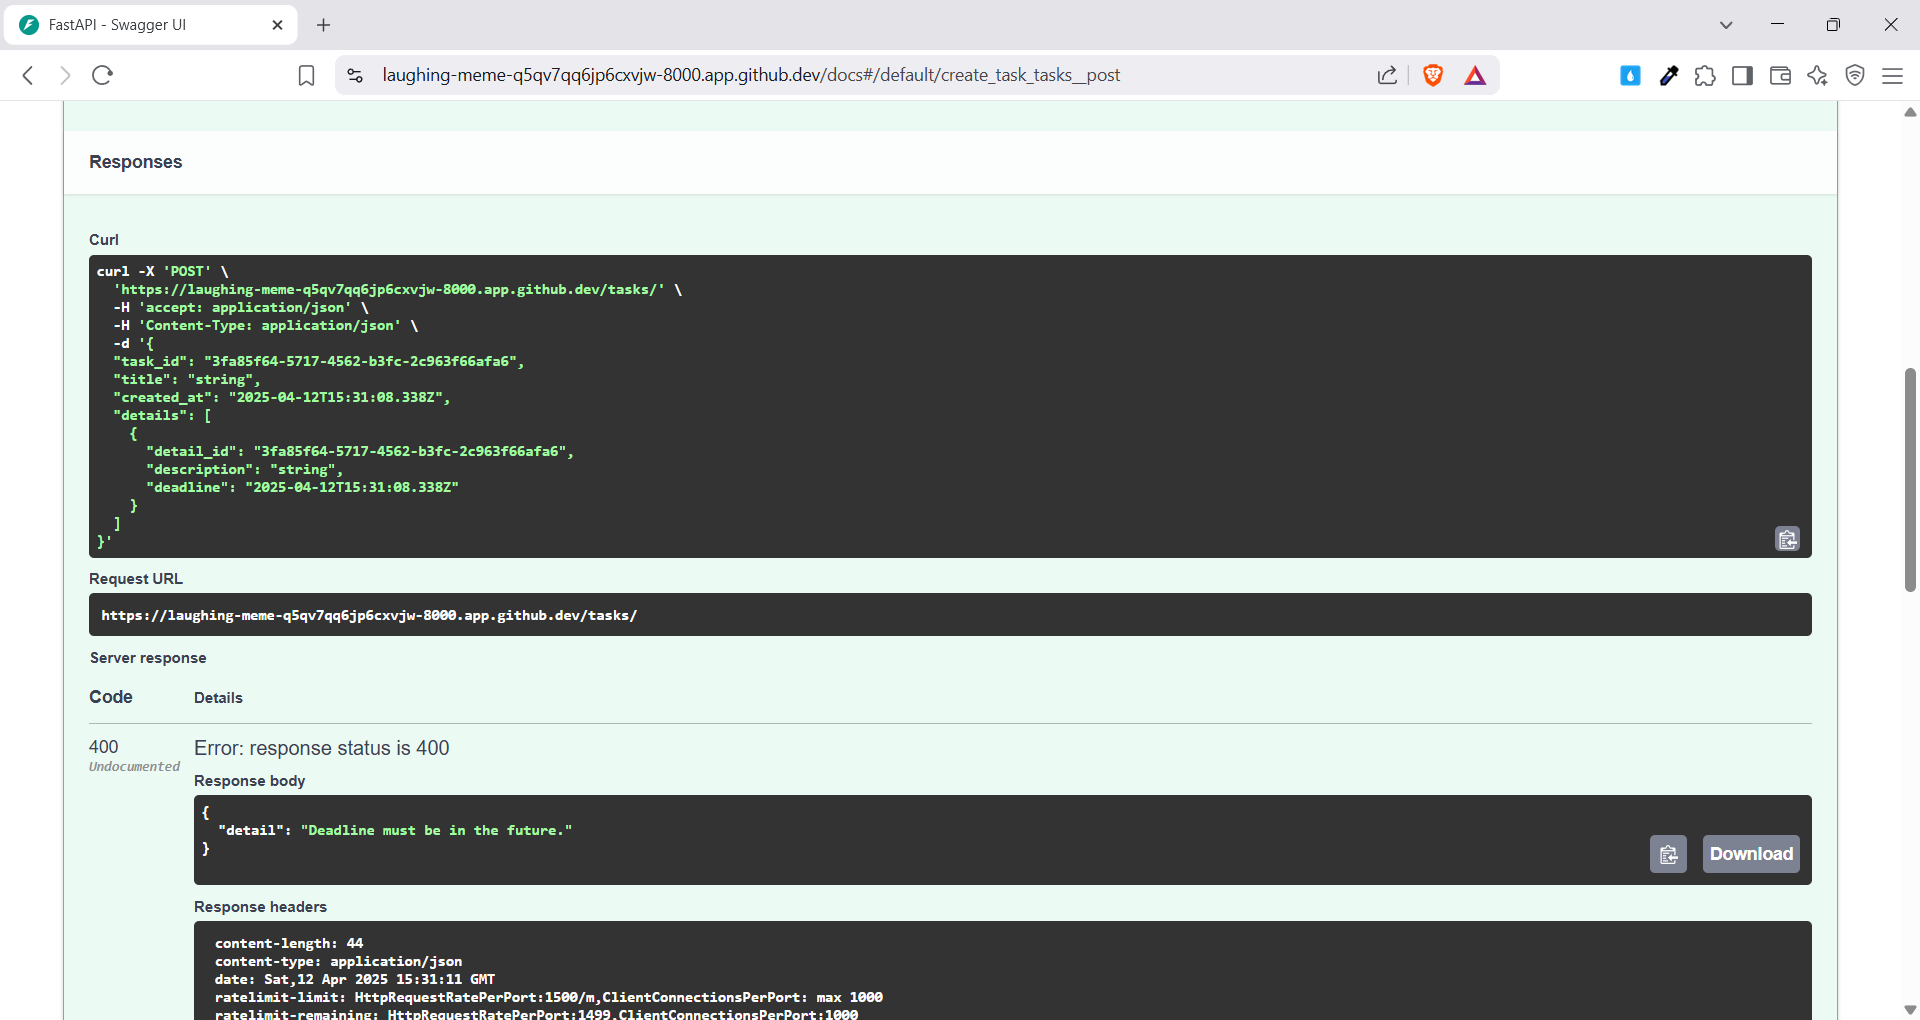 FastAPI - Swagger UI
laughing-meme-q5qv7qq6jp6cxvjw-8000.app.github.dev/docs#/default/create_task_tasks__post
Responses
Curl
curl -X 'POST' \
  'https://laughing-meme-q5qv7qq6jp6cxvjw-8000.app.github.dev/tasks/' \
  -H 'accept: application/json' \
  -H 'Content-Type: application/json' \
  -d '{
  "task_id": "3fa85f64-5717-4562-b3fc-2c963f66afa6",
  "title": "string",
  "created_at": "2025-04-12T15:31:08.338Z",
  "details": [
    {
      "detail_id": "3fa85f64-5717-4562-b3fc-2c963f66afa6",
      "description": "string",
      "deadline": "2025-04-12T15:31:08.338Z"
    }
  ]
}'
Request URL
https://laughing-meme-q5qv7qq6jp6cxvjw-8000.app.github.dev/tasks/
Server response
Code Details
400 Error: response status is 400
Undocumented
Response body
{
  "detail": "Deadline must be in the future."
}
Download
Response headers
content-length: 44
content-type: application/json
date: Sat,12 Apr 2025 15:31:11 GMT
ratelimit-limit: HttpRequestRatePerPort:1500/m,ClientConnectionsPerPort: max 1000
ratelimit-remaining: HttpRequestRatePerPort:1499,ClientConnectionsPerPort:1000